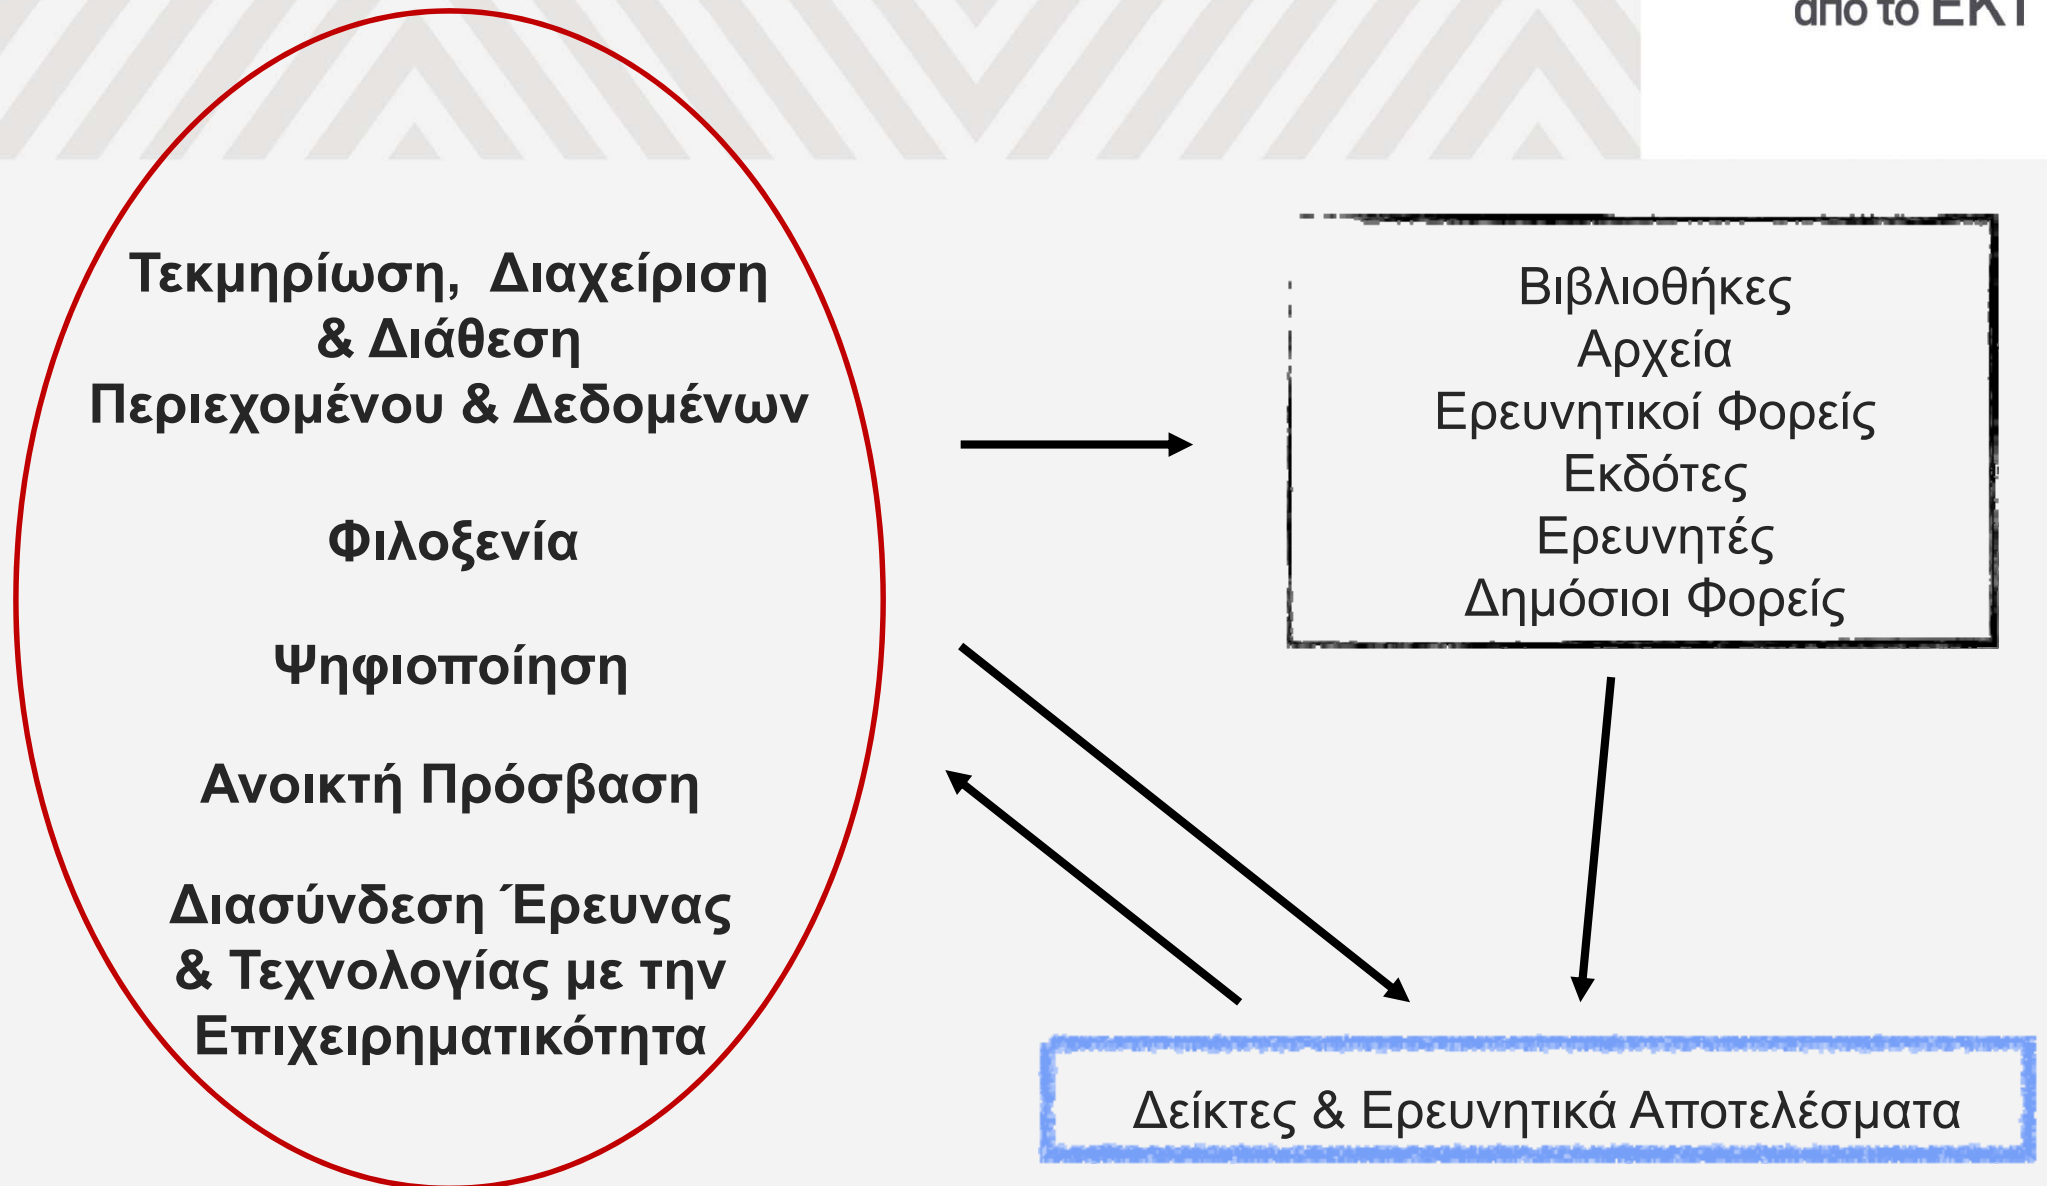 από το ΕΚΤ
Τεκμηρίωση, Διαχείριση
& Διάθεση
Περιεχομένου & Δεδομένων
Φιλοξενία
Ψηφιοποίηση
Ανοικτή Πρόσβαση
Διασύνδεση Έρευνας
& Τεχνολογίας με την
Επιχειρηματικότητα
Βιβλιοθήκες
Αρχεία
Ερευνητικοί Φορείς
Εκδότες
Ερευνητές
Δημόσιοι Φορείς
Δείκτες & Ερευνητικά Αποτελέσματα